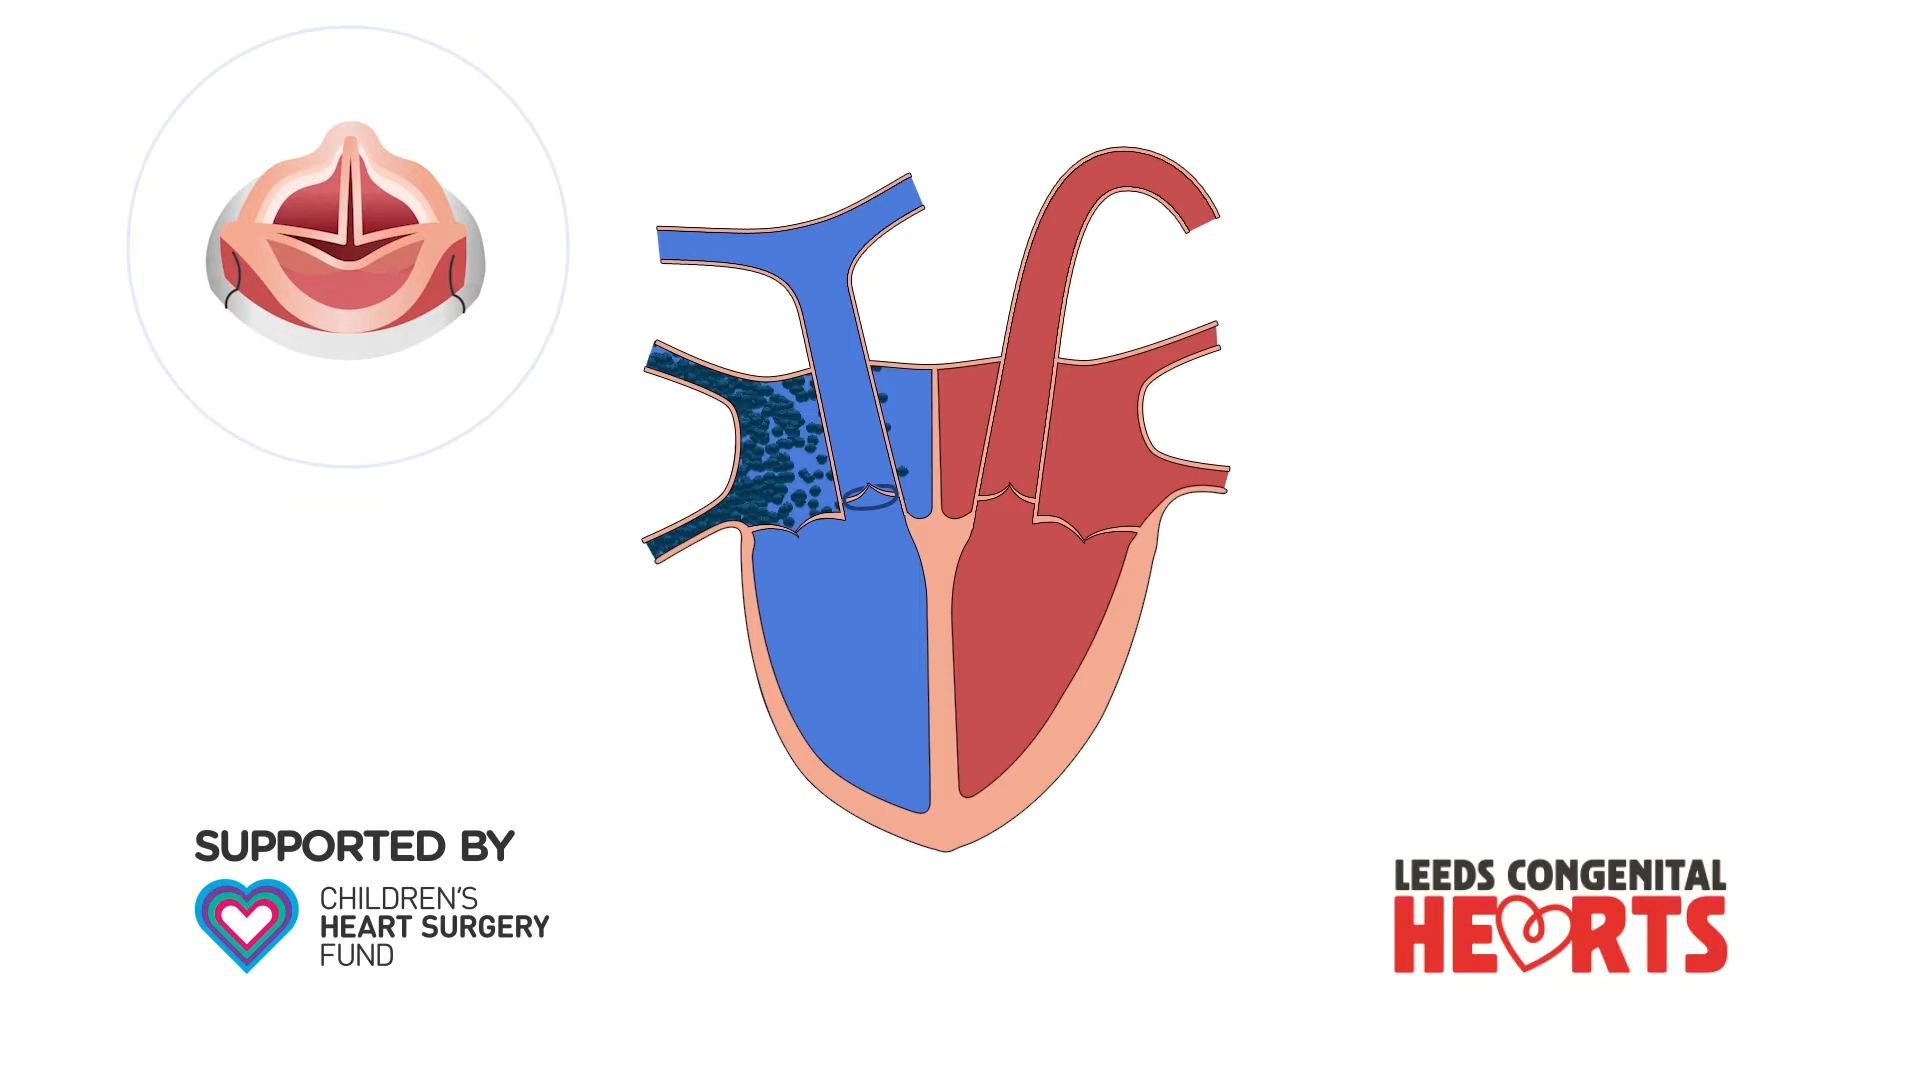 SUPPORTED BY
CHILDREN'S
HEART SURGERY
FUND
LEEDS CONGENITAL
HEARTS